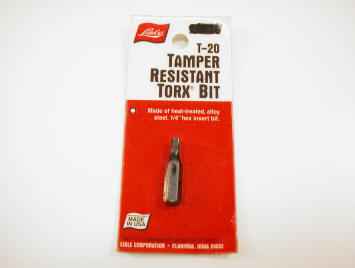 Lisle
T-20
TAMPER
RESISTANT
TORX® BIT
• Made of heat-treated, alloy
steel. 1/4" hex insert bit.
MADE IN
USA
LISLE CORPORATION • CLARINDA, IOWA 51632